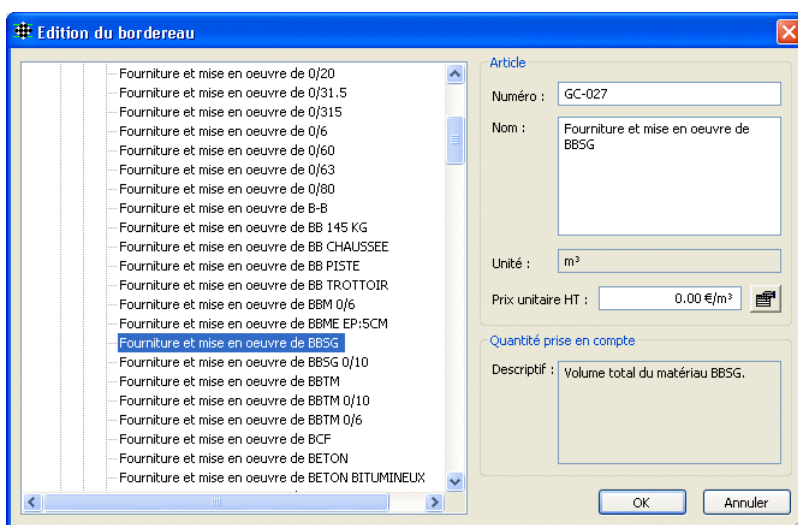 Edition du bordereau
Fourniture et mise en oeuvre de 0/20
Fourniture et mise en oeuvre de 0/31.5
Fourniture et mise en oeuvre de 0/315
Fourniture et mise en oeuvre de 0/6
Fourniture et mise en oeuvre de 0/60
Fourniture et mise en oeuvre de 0/63
Fourniture et mise en oeuvre de 0/80
Fourniture et mise en oeuvre de B-B
Fourniture et mise en oeuvre de BB 145 KG
Fourniture et mise en oeuvre de BB CHAUSSEE
Fourniture et mise en oeuvre de BB PISTE
Fourniture et mise en oeuvre de BB TROTTOIR
Fourniture et mise en oeuvre de BBM 0/6
Fourniture et mise en oeuvre de BBME EP:5CM
Fourniture et mise en oeuvre de BBSG
Fourniture et mise en oeuvre de BBSG 0/10
Fourniture et mise en oeuvre de BBTM
Fourniture et mise en oeuvre de BBTM 0/10
Fourniture et mise en oeuvre de BBTM 0/6
Fourniture et mise en oeuvre de BCF
Fourniture et mise en oeuvre de BETON
Fourniture et mise en oeuvre de BETON BITUMINEUX
Article
Numéro : GC-027
Nom : Fourniture et mise en oeuvre de
BBSG
Unité : m³
Prix unitaire HT : 0.00 €/m³
Quantité prise en compte
Descriptif : Volume total du matériau BBSG.
OK Annuler